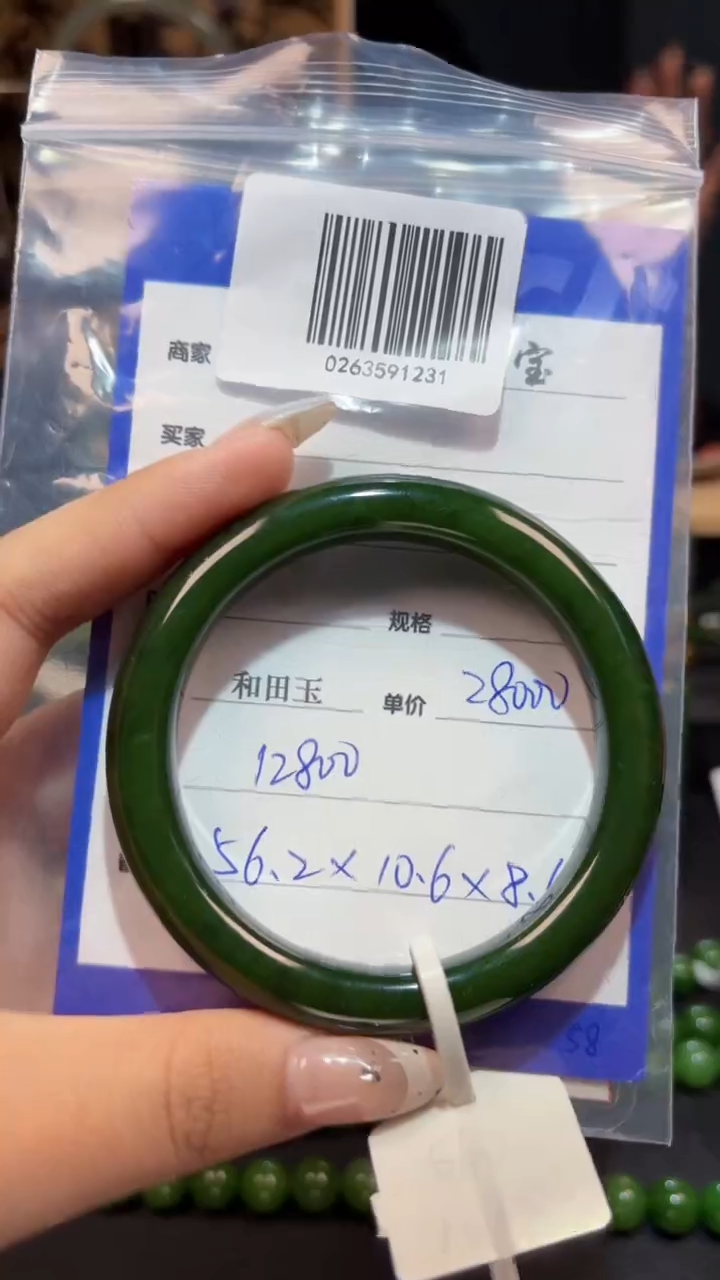 0263591231
商家 宝
买家
规格
和田玉 单价 28000
12800
56.2×10.6×8.
58